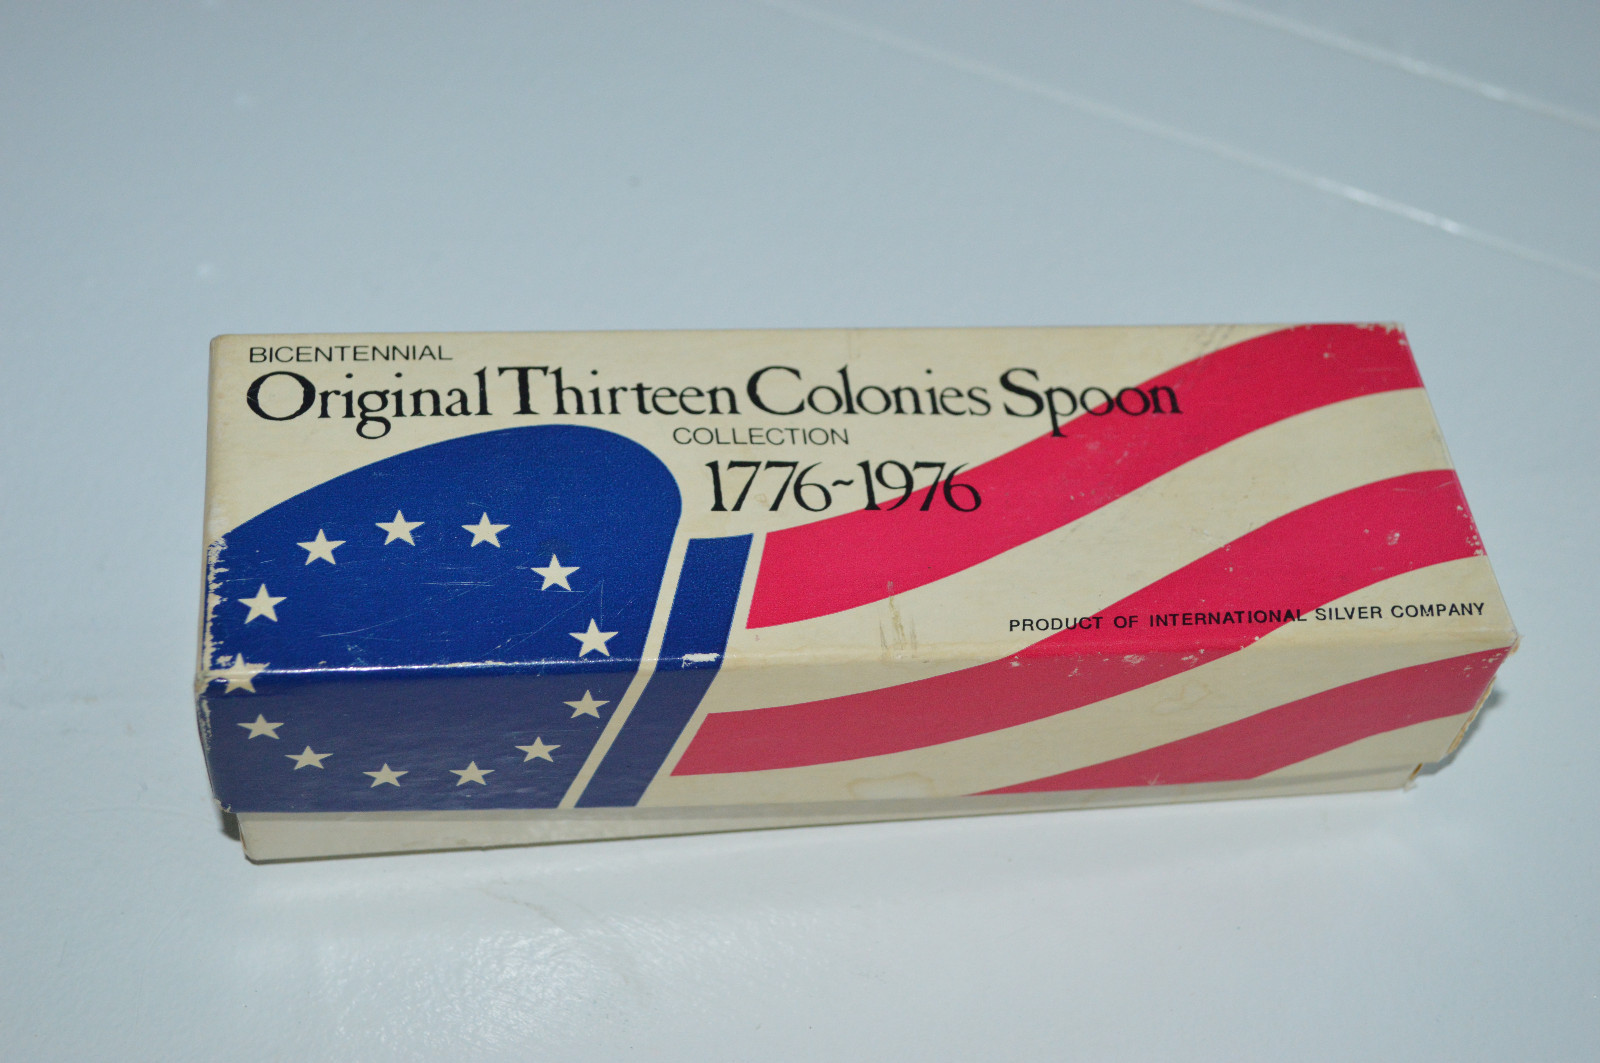 BICENTENNIAL
Original Thirteen Colonies Spoon
COLLECTION
1776~1976
PRODUCT OF INTERNATIONAL SILVER COMPANY